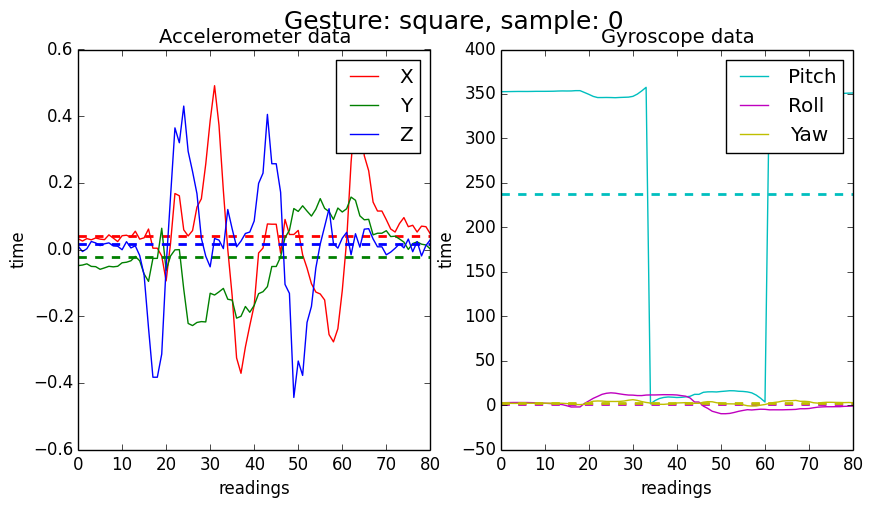 Gesture: square, sample: 0
Accelerometer data
0.6
0.4
0.2
0.0
−0.2
−0.4
−0.6
time
0 10 20 30 40 50 60 70 80
readings
X
Y
Z
Gyroscope data
400
350
300
250
200
150
100
50
0
−50
time
0 10 20 30 40 50 60 70 80
readings
Pitch
Roll
Yaw